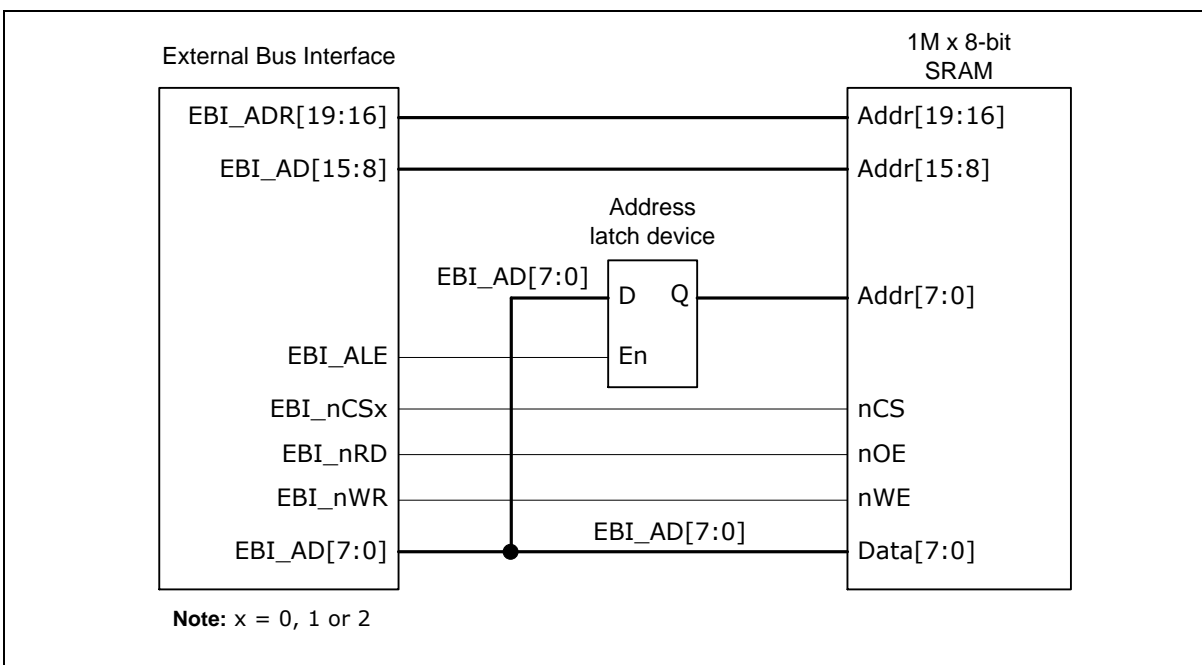 External Bus Interface
1M x 8-bit
SRAM
EBI_ADR[19:16]
Addr[19:16]
EBI_AD[15:8]
Addr[15:8]
Address
latch device
EBI_AD[7:0]
D
Q
Addr[7:0]
EBI_ALE
En
EBI_nCSx
nCS
EBI_nRD
nOE
EBI_nWR
nWE
EBI_AD[7:0]
EBI_AD[7:0]
Data[7:0]
Note: x = 0, 1 or 2